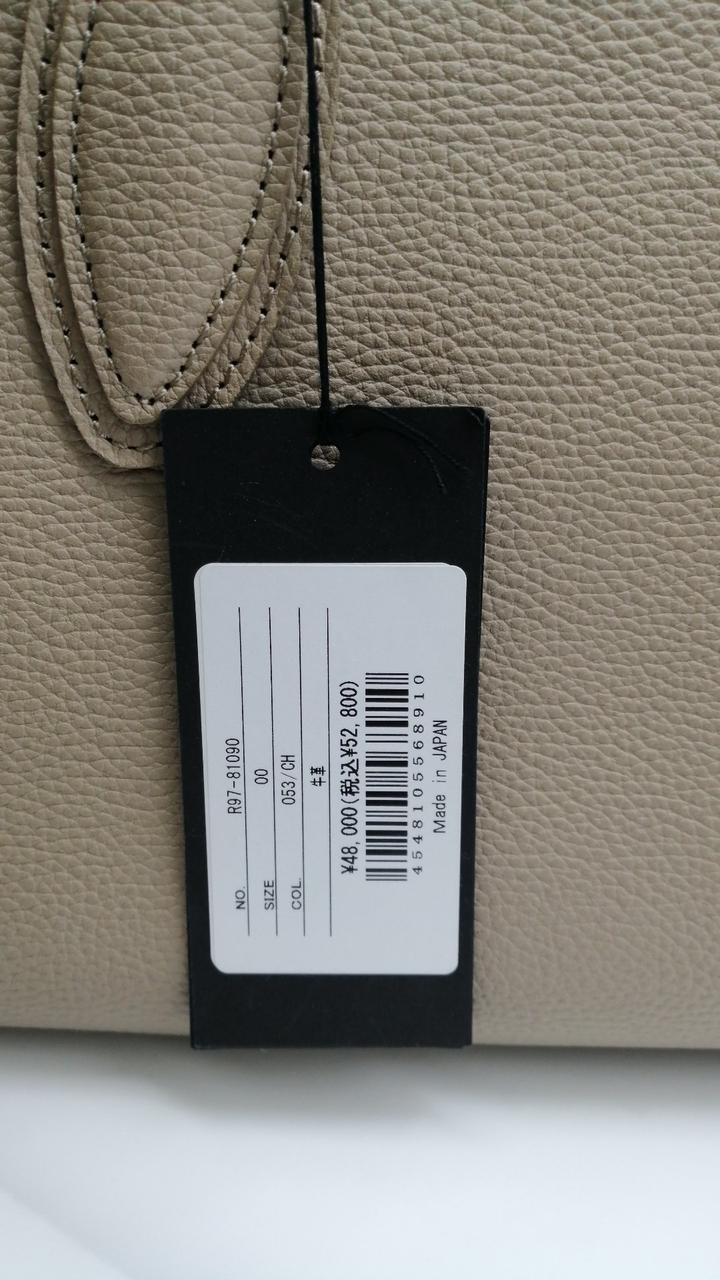 NO. R97-81090
SIZE 00
COL. 053/CH
牛革
¥48,000(税込¥52,800)
4548105568910
Made in JAPAN